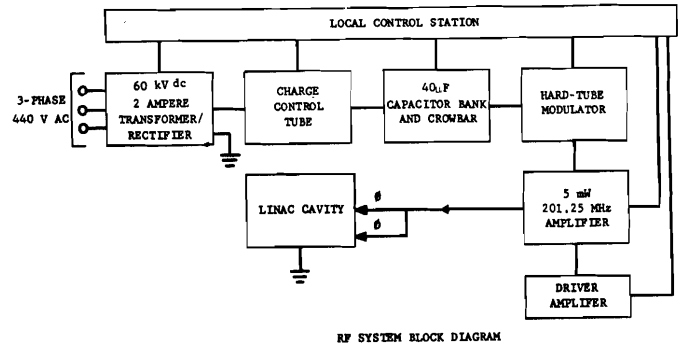 LOCAL CONTROL STATION
3-PHASE
440 V AC
60 kV dc
2 AMPERE
TRANSFORMER/
RECTIFIER
CHARGE
CONTROL
TUBE
40µF
CAPACITOR BANK
AND CROWBAR
HARD-TUBE
MODULATOR
LINAC CAVITY
Ø
Ø
5 mW
201.25 MHz
AMPLIFIER
DRIVER
AMPLIFER
RF SYSTEM BLOCK DIAGRAM